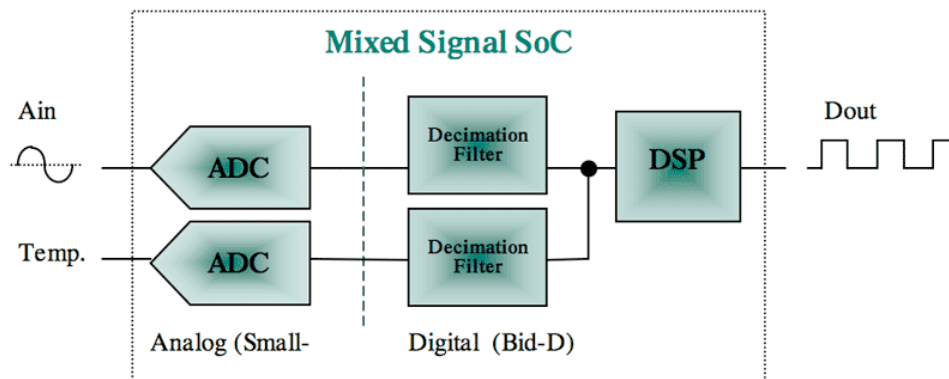 Mixed Signal SoC
Ain
ADC
Decimation
Filter
DSP
Dout
Temp.
ADC
Decimation
Filter
Analog (Small-
Digital (Bid-D)